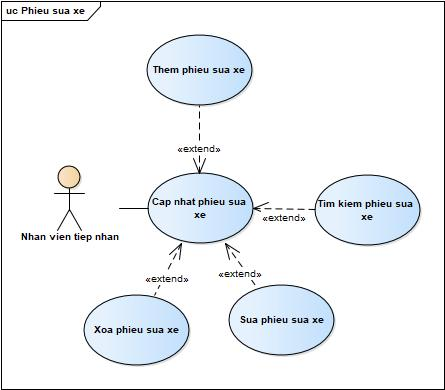 uc Phieu sua xe
Them phieu sua xe
«extend»
Cap nhat phieu sua
xe
Tim kiem phieu sua
xe
«extend»
Nhan vien tiep nhan
«extend»
«extend»
Xoa phieu sua xe
Sua phieu sua xe